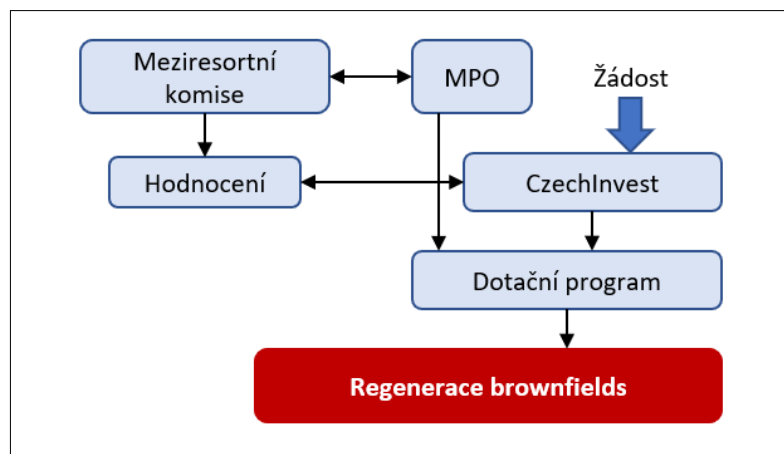 Meziresortní
komise
MPO
Žádost
Hodnocení
CzechInvest
Dotační program
Regenerace brownfields